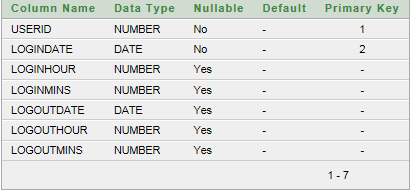 Column Name Data Type Nullable Default Primary Key
USERID NUMBER No - 1
LOGINDATE DATE No - 2
LOGINHOUR NUMBER Yes - -
LOGINMINS NUMBER Yes - -
LOGOUTDATE DATE Yes - -
LOGOUTHOUR NUMBER Yes - -
LOGOUTMINS NUMBER Yes - -
1 - 7